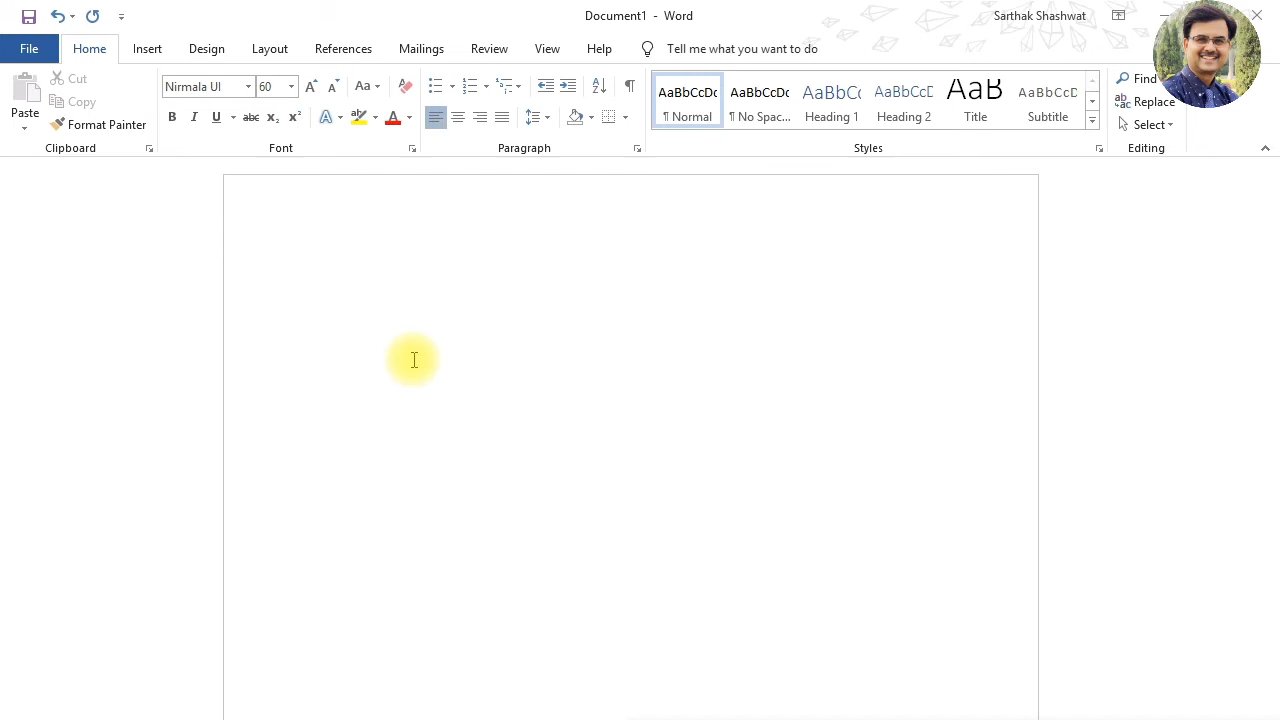 Document1 - Word
Sarthak Shashwat
File Home Insert Design Layout References Mailings Review View Help Tell me what you want to do
Paste
Cut
Copy
Format Painter
Clipboard
Nirmala UI 60
Aa
B I U abc x₂ x²
A A
Font
Paragraph
AaBbCcDc AaBbCcDc AaBbCc AaBbCcD AaB AaBbCcD
¶ Normal ¶ No Spac... Heading 1 Heading 2 Title Subtitle
Styles
Find
Replace
Select
Editing